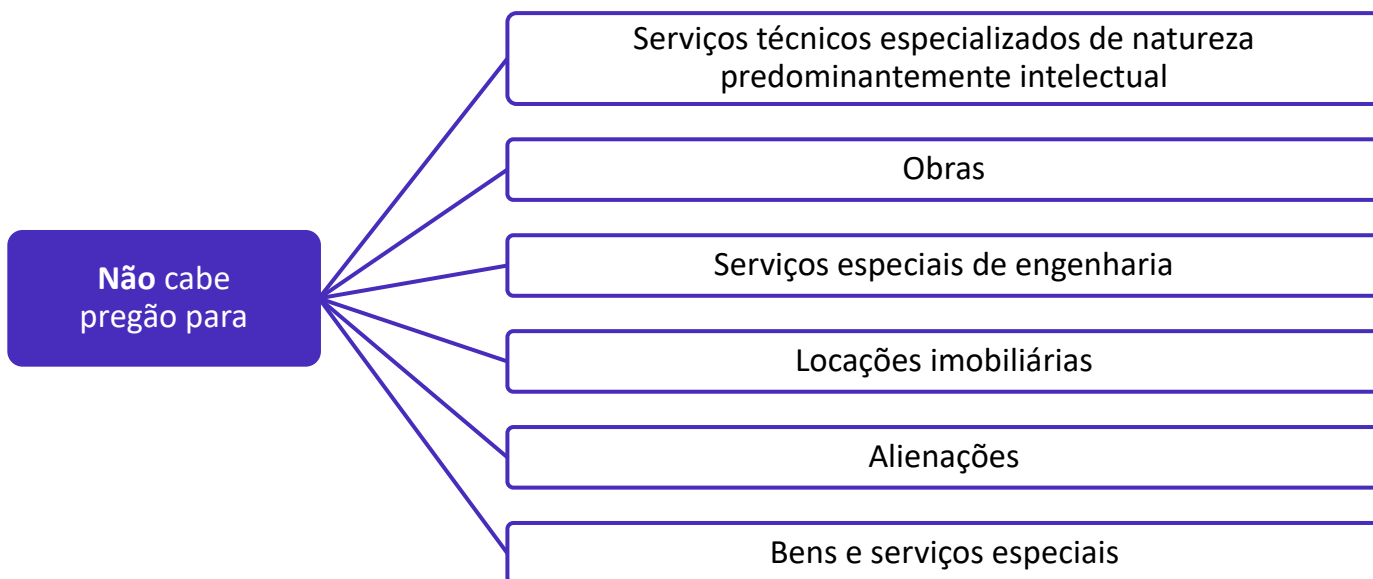 Não cabe
pregão para
Serviços técnicos especializados de natureza
predominantemente intelectual
Obras
Serviços especiais de engenharia
Locações imobiliárias
Alienações
Bens e serviços especiais